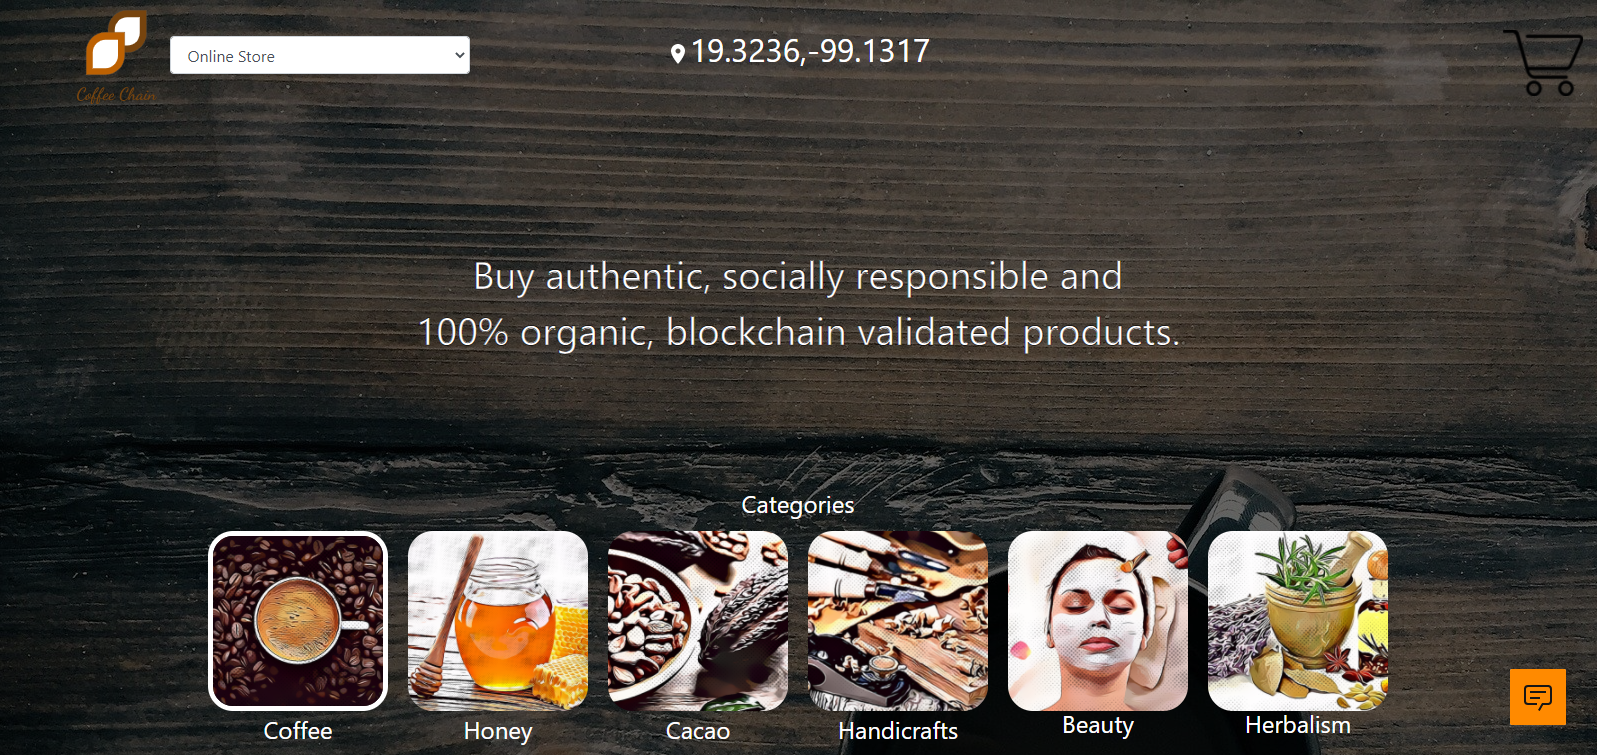 Coffee Chain
Online Store
19.3236,-99.1317
Buy authentic, socially responsible and
100% organic, blockchain validated products.
Categories
Coffee
Honey
Cacao
Handicrafts
Beauty
Herbalism